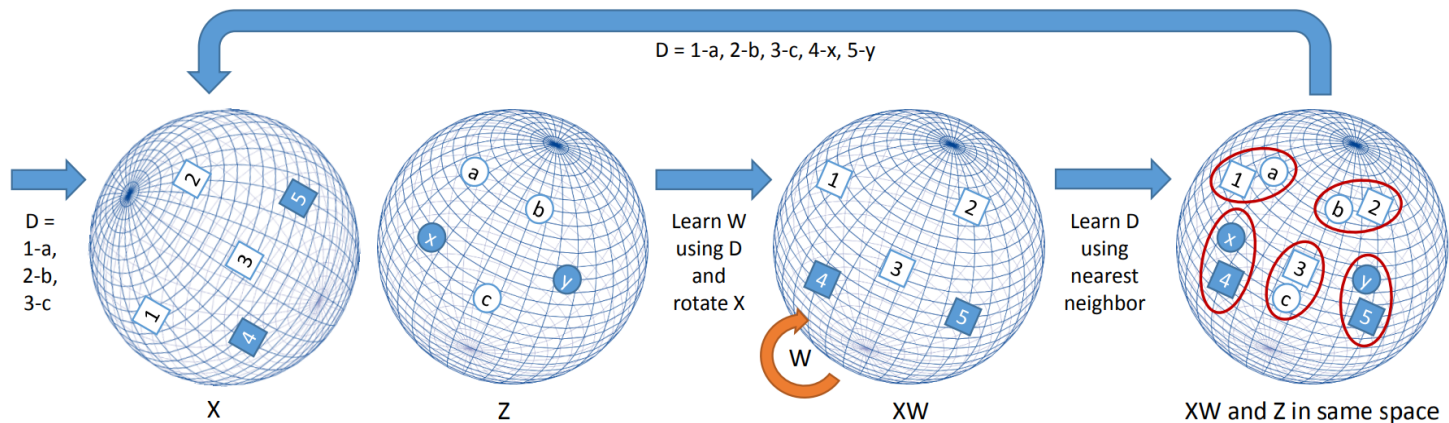 D = 1-a, 2-b, 3-c, 4-x, 5-y
D =
1-a,
2-b,
3-c
2
5
3
1
4
X
a
b
x
y
c
Z
Learn W
using D
and
rotate X
1
2
3
4
5
W
XW
Learn D
using
nearest
neighbor
1 a
b 2
x
4
3
c
y
5
XW and Z in same space